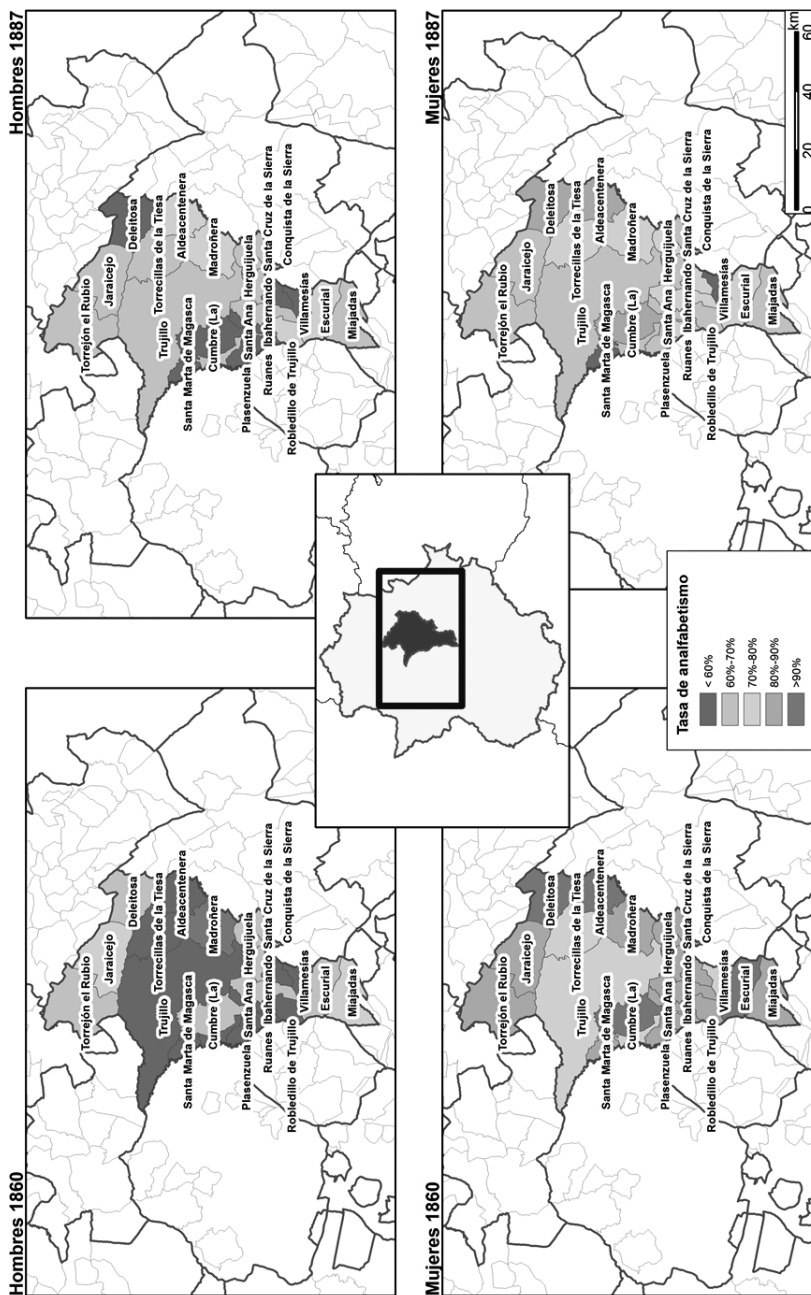 Hombres 1860
Torrejón el Rubio
Jaraicejo
Deleitosa
Trujillo
Torrecillas de la Tiesa
Aldeacentenera
Santa Marta de Magasca
Cumbre (La)
Madroñera
Plasenzuela
Santa Ana
Herguijuela
Ruanes
Ibahernando
Santa Cruz de la Sierra
Conquista de la Sierra
Robledillo de Trujillo
Villamesías
Escurial
Miajadas
Hombres 1887
Torrejón el Rubio
Jaraicejo
Deleitosa
Trujillo
Torrecillas de la Tiesa
Aldeacentenera
Santa Marta de Magasca
Cumbre (La)
Madroñera
Plasenzuela
Santa Ana
Herguijuela
Ruanes
Ibahernando
Santa Cruz de la Sierra
Conquista de la Sierra
Robledillo de Trujillo
Villamesías
Escurial
Miajadas
Mujeres 1860
Torrejón el Rubio
Jaraicejo
Deleitosa
Trujillo
Torrecillas de la Tiesa
Aldeacentenera
Santa Marta de Magasca
Cumbre (La)
Madroñera
Plasenzuela
Santa Ana
Herguijuela
Ruanes
Ibahernando
Santa Cruz de la Sierra
Conquista de la Sierra
Robledillo de Trujillo
Villamesías
Escurial
Miajadas
Tasa de analfabetismo
< 60%
60%-70%
70%-80%
80%-90%
>90%
Mujeres 1887
Torrejón el Rubio
Jaraicejo
Deleitosa
Trujillo
Torrecillas de la Tiesa
Aldeacentenera
Santa Marta de Magasca
Cumbre (La)
Madroñera
Plasenzuela
Santa Ana
Herguijuela
Ruanes
Ibahernando
Santa Cruz de la Sierra
Conquista de la Sierra
Robledillo de Trujillo
Villamesías
Escurial
Miajadas
km
0 20 40 60